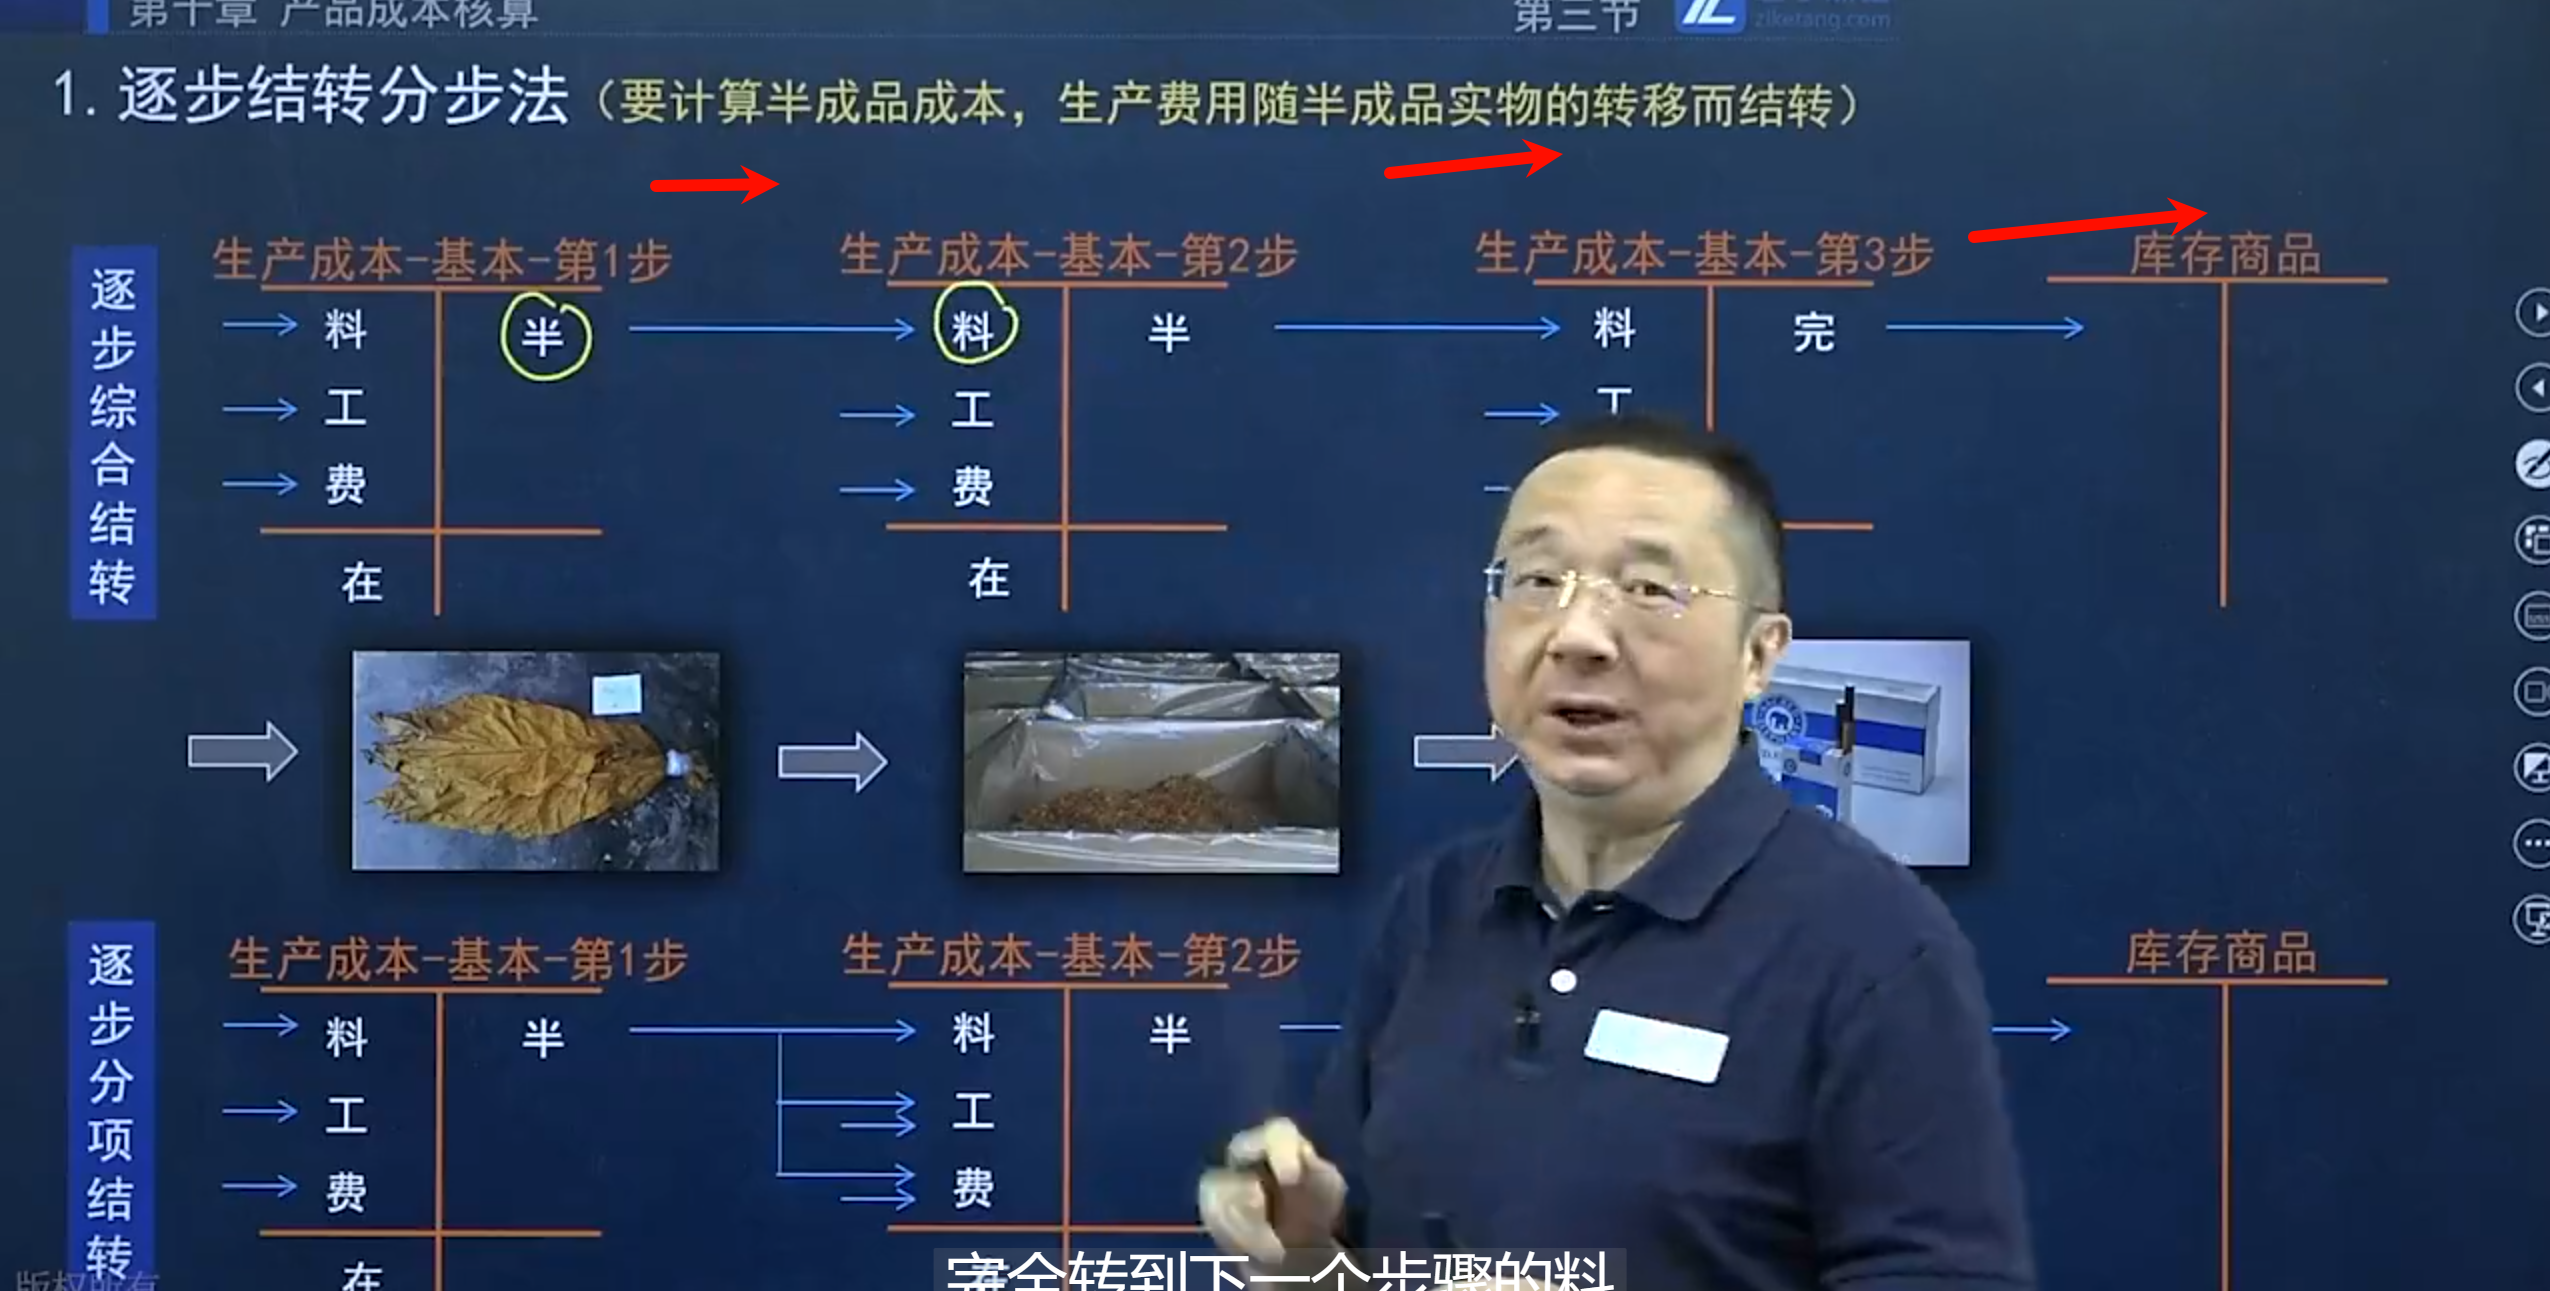 第十章 产品成本核算
第三节
ziketang.com
1. 逐步结转分步法（要计算半成品成本，生产费用随半成品实物的转移而结转）
逐步综合结转
生产成本-基本-第1步
料 半
工
费
在
生产成本-基本-第2步
料 半
工
费
在
生产成本-基本-第3步
料 完
工
库存商品
逐步分项结转
生产成本-基本-第1步
料 半
工
费
在
生产成本-基本-第2步
料 半
工
费
库存商品
版权所有
完全转到下一个步骤的料